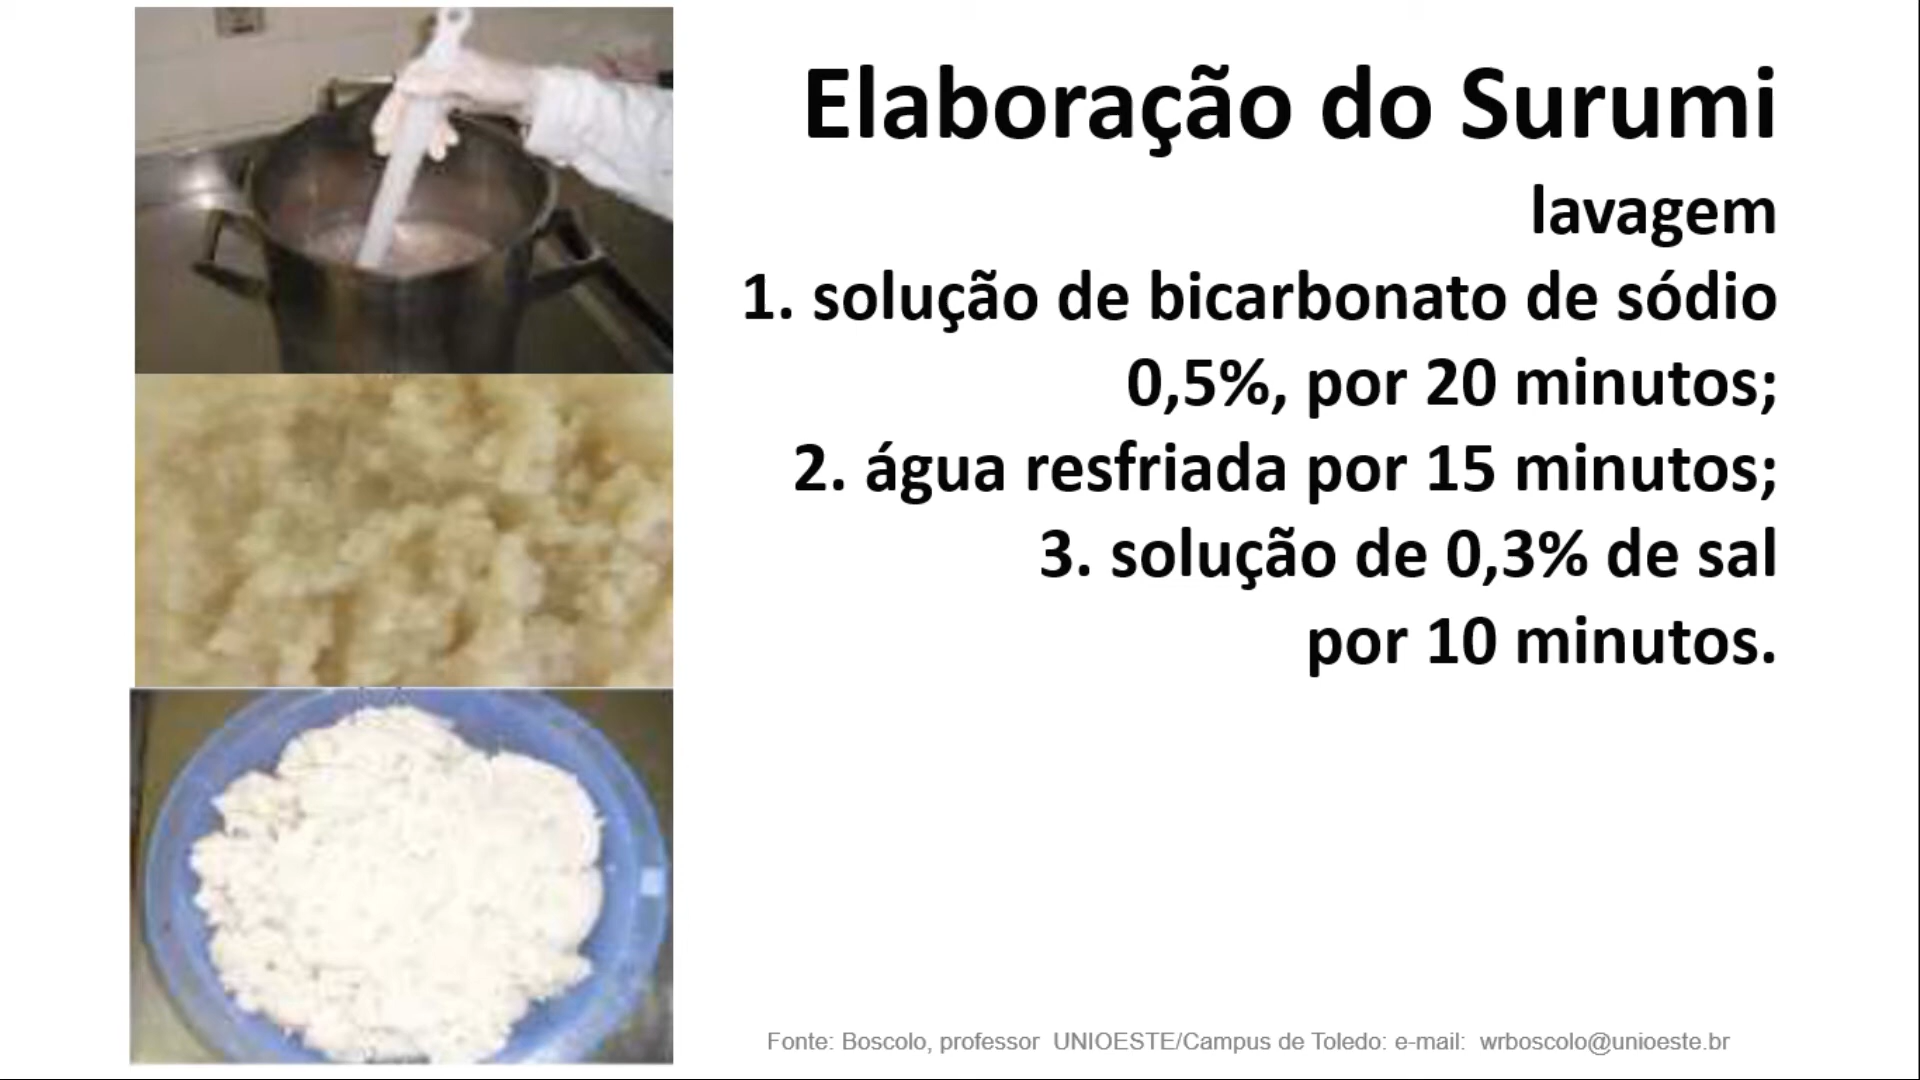 Elaboração do Surumi
lavagem
1. solução de bicarbonato de sódio
0,5%, por 20 minutos;
2. água resfriada por 15 minutos;
3. solução de 0,3% de sal
por 10 minutos.
Fonte: Boscolo, professor UNIOESTE/Campus de Toledo: e-mail: wrboscolo@unioeste.br